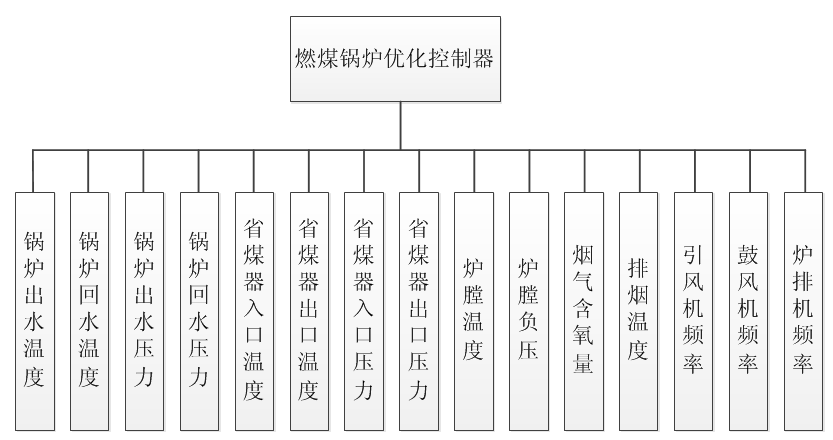 燃煤锅炉优化控制器
锅炉出水温度
锅炉回水温度
锅炉出水压力
锅炉回水压力
省煤器入口温度
省煤器出口温度
省煤器入口压力
省煤器出口压力
炉膛温度
炉膛负压
烟气含氧量
排烟温度
引风机频率
鼓风机频率
炉排机频率